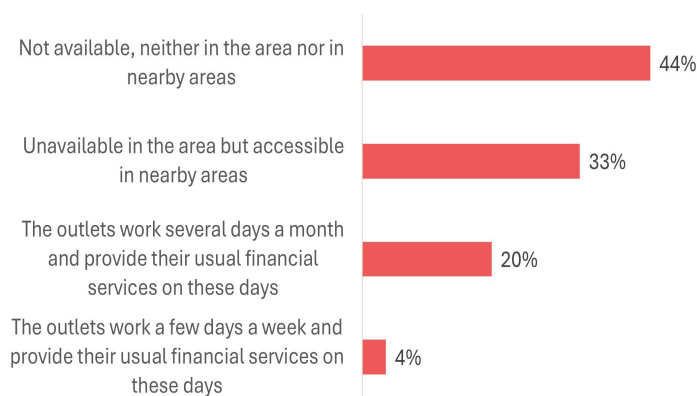 Not available, neither in the area nor in
nearby areas
44%
Unavailable in the area but accessible
in nearby areas
33%
The outlets work several days a month
and provide their usual financial
services on these days
20%
The outlets work a few days a week and
provide their usual financial services on
these days
4%